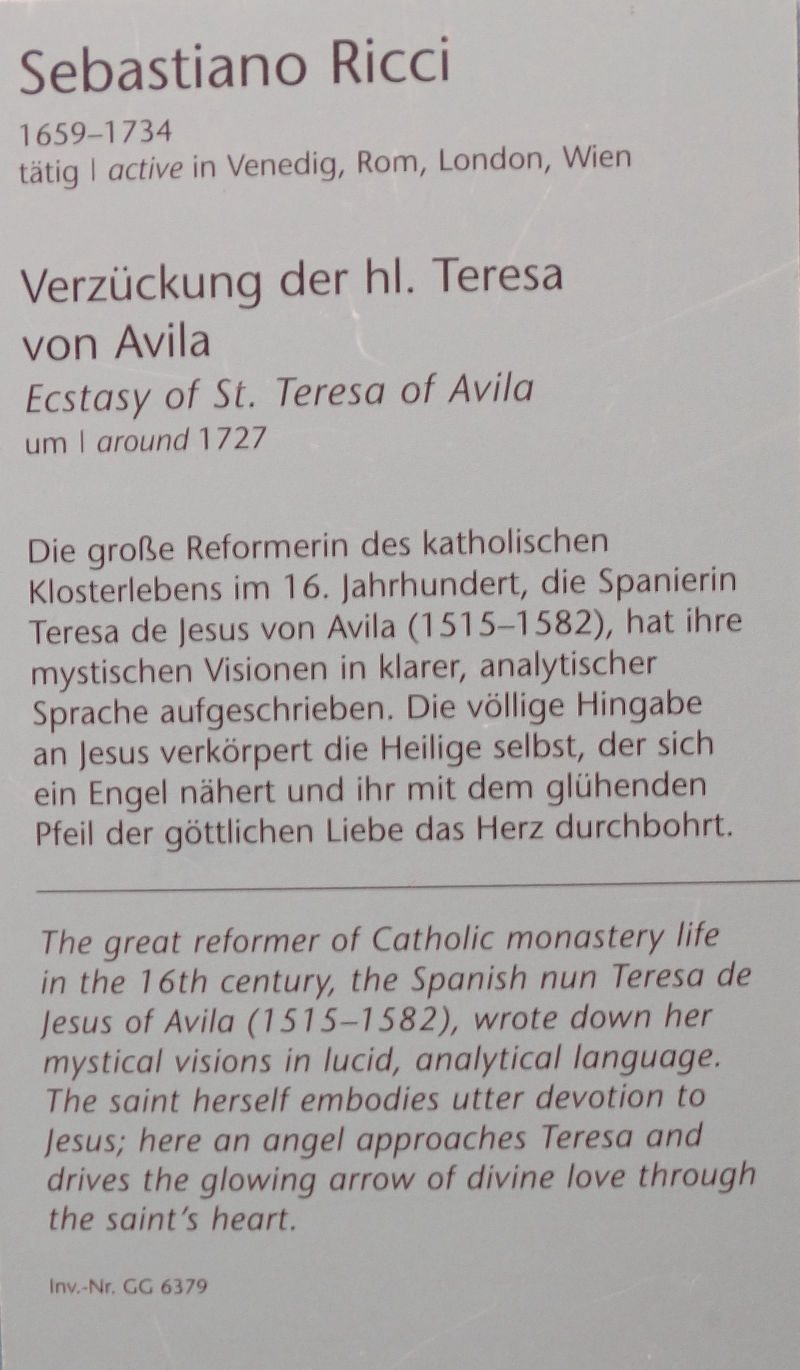 Sebastiano Ricci
1659–1734
tätig | active in Venedig, Rom, London, Wien
Verzückung der hl. Teresa
von Avila
Ecstasy of St. Teresa of Avila
um | around 1727
Die große Reformerin des katholischen
Klosterlebens im 16. Jahrhundert, die Spanierin
Teresa de Jesus von Avila (1515–1582), hat ihre
mystischen Visionen in klarer, analytischer
Sprache aufgeschrieben. Die völlige Hingabe
an Jesus verkörpert die Heilige selbst, der sich
ein Engel nähert und ihr mit dem glühenden
Pfeil der göttlichen Liebe das Herz durchbohrt.
The great reformer of Catholic monastery life
in the 16th century, the Spanish nun Teresa de
Jesus of Avila (1515–1582), wrote down her
mystical visions in lucid, analytical language.
The saint herself embodies utter devotion to
Jesus; here an angel approaches Teresa and
drives the glowing arrow of divine love through
the saint's heart.
Inv.-Nr. GG 6379